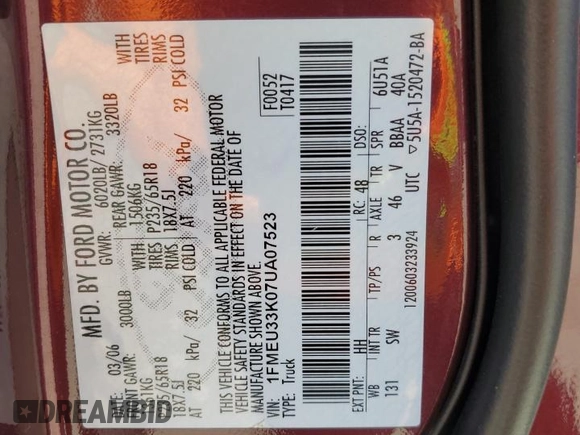 MFD. BY FORD MOTOR CO.
03/06 GVWR: 6020LB/ 2731KG
FRONT GAWR: 3000LB REAR GAWR: 3320LB
1361KG WITH 1506KG WITH
P235/65R18 TIRES P235/65R18 TIRES
18X7.5J RIMS 18X7.5J RIMS
AT 220 kPa/ 32 PSI COLD AT 220 kPa/ 32 PSI COLD
THIS VEHICLE CONFORMS TO ALL APPLICABLE FEDERAL MOTOR
VEHICLE SAFETY STANDARDS IN EFFECT ON THE DATE OF
MANUFACTURE SHOWN ABOVE.
VIN: 1FMEU33K07UA07523 F0052
TYPE: Truck T0417
EXT PNT: HH RC: 48 DSO:
WB INT TR TP/PS R AXLE TR SPR 6U51A
131 SW 3 46 V BBAA 40A
1200603233924 UTC 5U5A-1520472-BA
DREAMBID